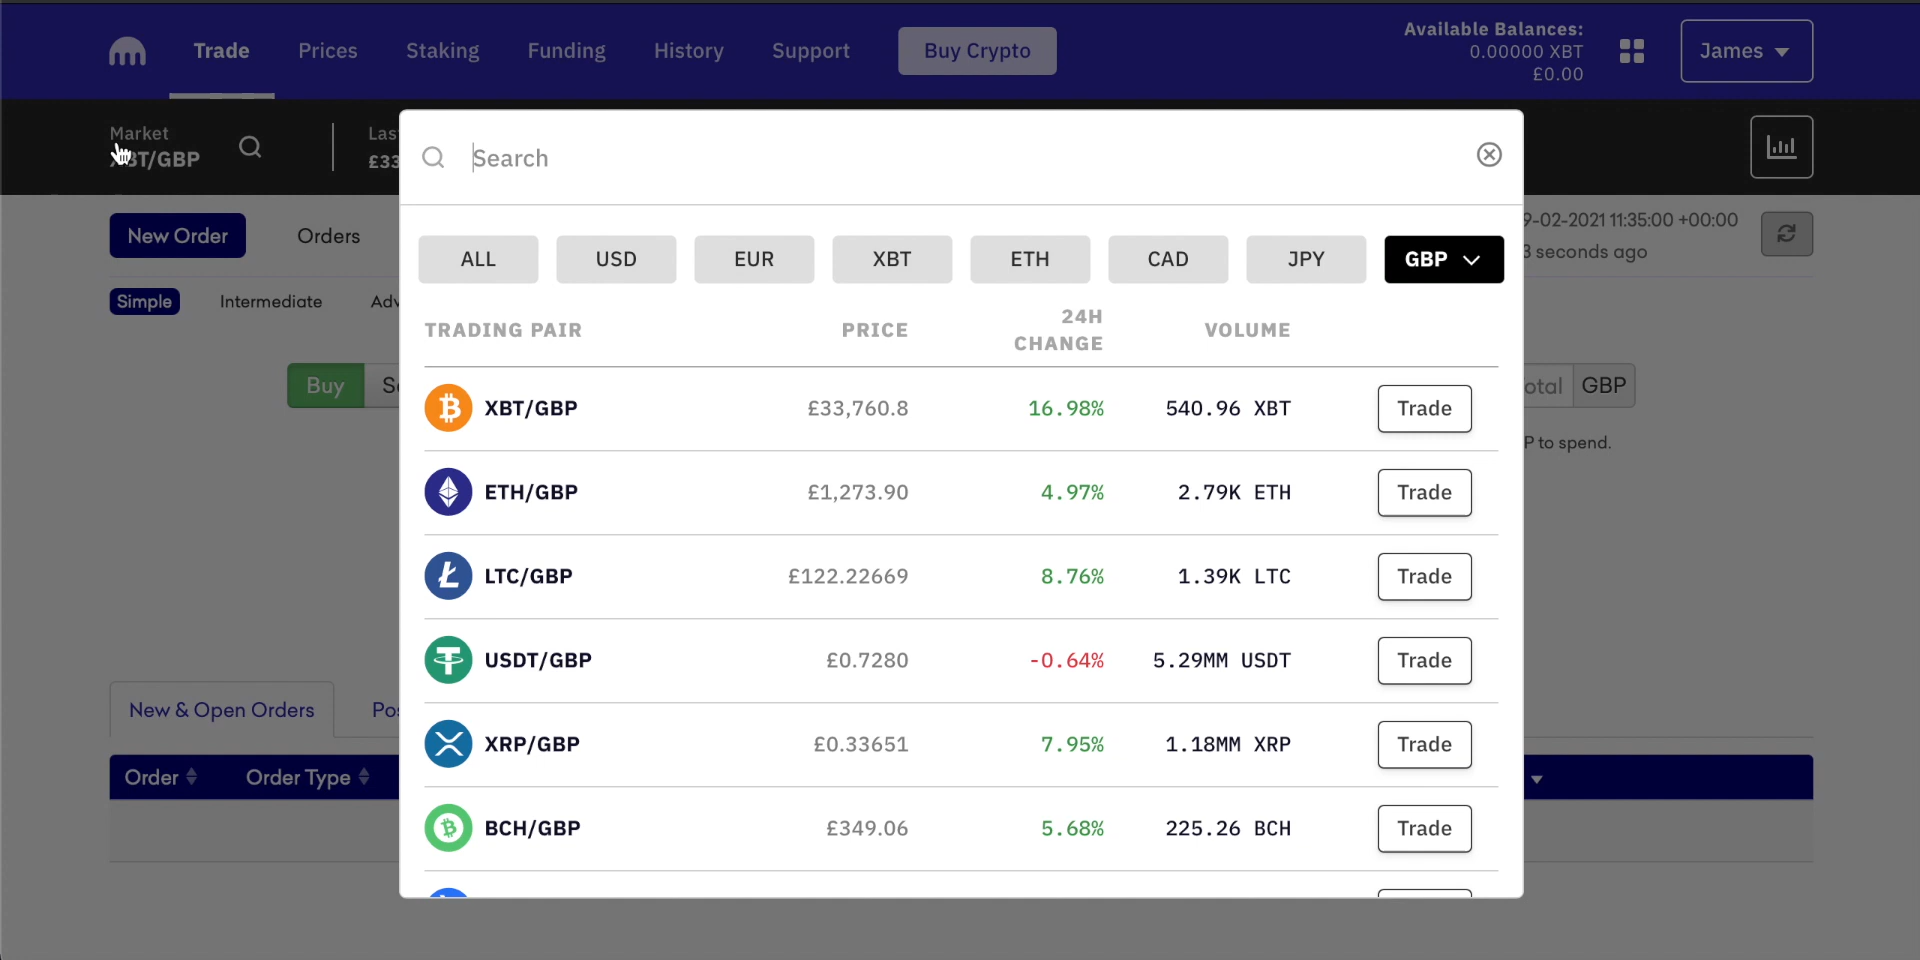 Trade Prices Staking Funding History Support Buy Crypto
Available Balances:
0.00000 XBT
£0.00
James
Market
XBT/GBP
Search
New Order
Orders
9-02-2021 11:35:00 +00:00
3 seconds ago
ALL USD EUR XBT ETH CAD JPY GBP
Simple Intermediate
TRADING PAIR PRICE 24H CHANGE VOLUME
Buy
GBP
XBT/GBP £33,760.8 16.98% 540.96 XBT Trade
P to spend.
ETH/GBP £1,273.90 4.97% 2.79K ETH Trade
LTC/GBP £122.22669 8.76% 1.39K LTC Trade
USDT/GBP £0.7280 -0.64% 5.29MM USDT Trade
New & Open Orders
XRP/GBP £0.33651 7.95% 1.18MM XRP Trade
Order Order Type
BCH/GBP £349.06 5.68% 225.26 BCH Trade